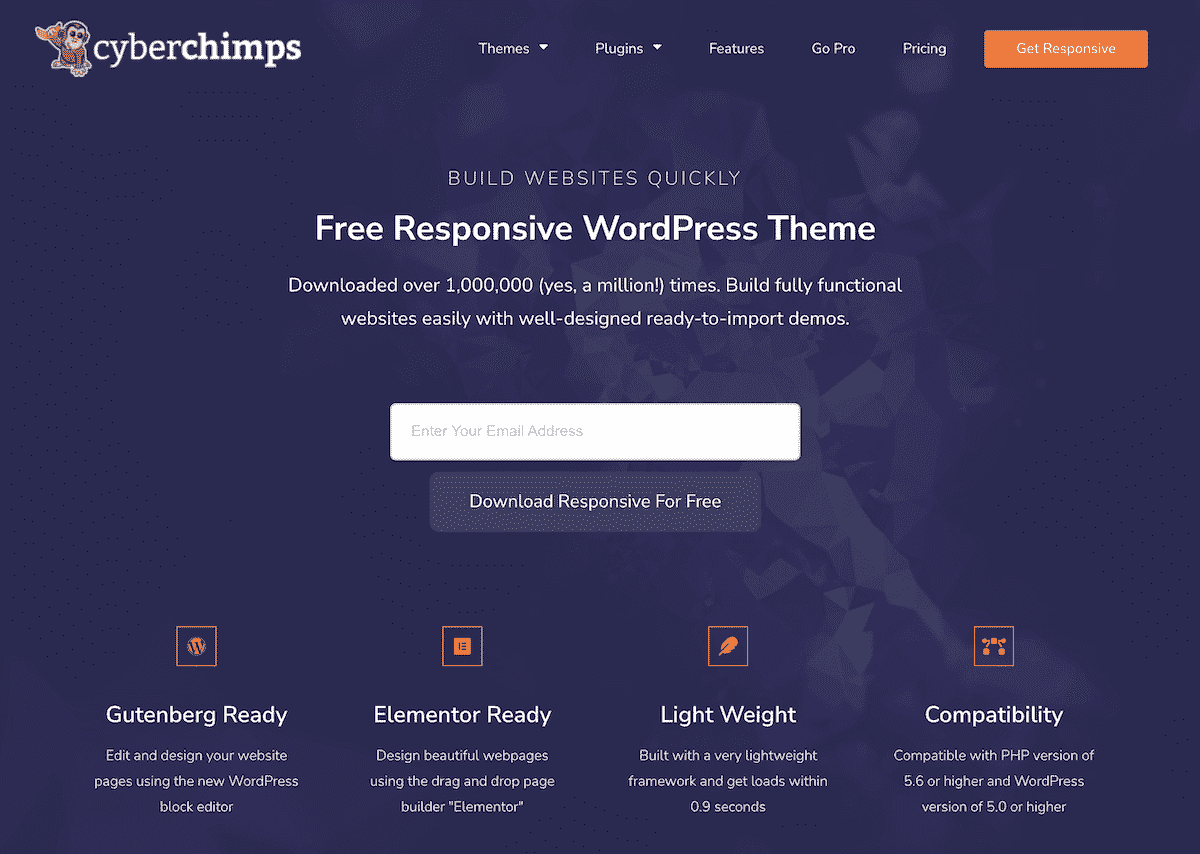 cyberchimps
Themes
Plugins
Features
Go Pro
Pricing
Get Responsive
BUILD WEBSITES QUICKLY
Free Responsive WordPress Theme
Downloaded over 1,000,000 (yes, a million!) times. Build fully functional
websites easily with well-designed ready-to-import demos.
Enter Your Email Address
Download Responsive For Free
Gutenberg Ready
Edit and design your website
pages using the new WordPress
block editor
Elementor Ready
Design beautiful webpages
using the drag and drop page
builder "Elementor"
Light Weight
Built with a very lightweight
framework and get loads within
0.9 seconds
Compatibility
Compatible with PHP version of
5.6 or higher and WordPress
version of 5.0 or higher